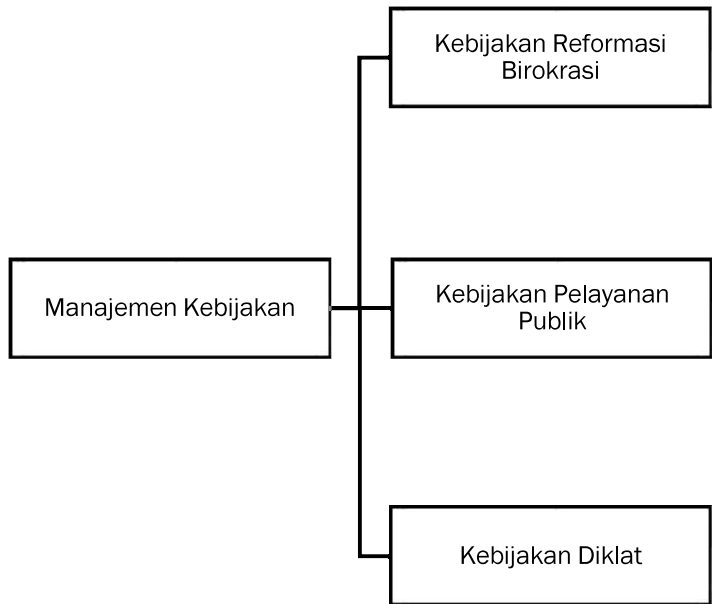 Kebijakan Reformasi
Birokrasi
Manajemen Kebijakan
Kebijakan Pelayanan
Publik
Kebijakan Diklat